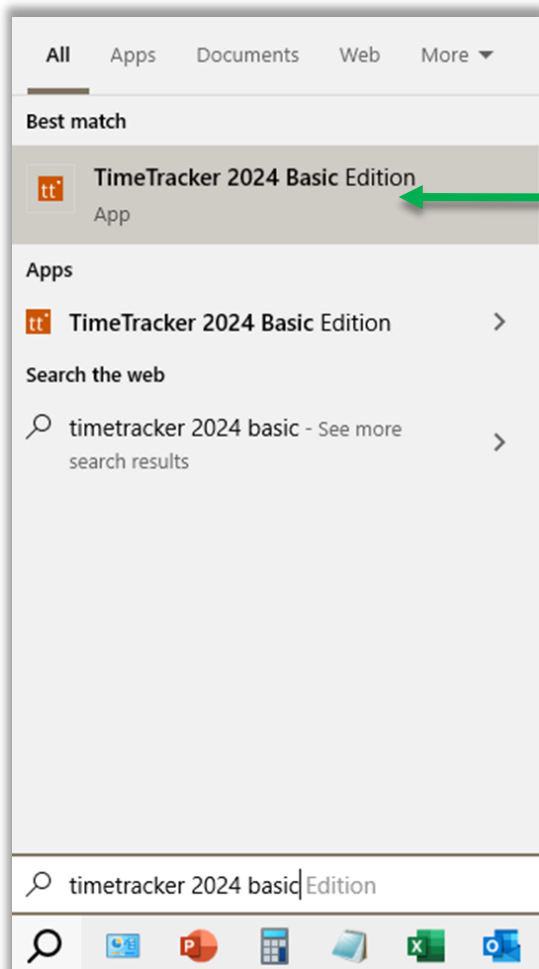 All Apps Documents Web More
Best match
tt TimeTracker 2024 Basic Edition
App
Apps
tt TimeTracker 2024 Basic Edition
Search the web
timetracker 2024 basic - See more
search results
timetracker 2024 basic Edition
P X O